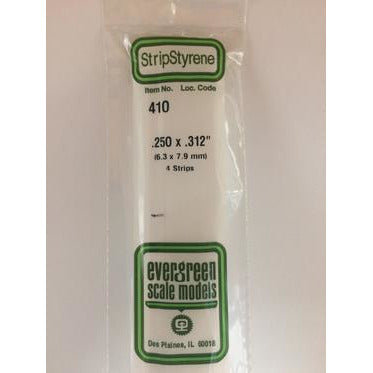 StripStyrene
Item No. Loc. Code
410
.250 x .312"
(6.3 x 7.9 mm)
4 Strips
evergreen
scale models
Des Plaines, IL 60018